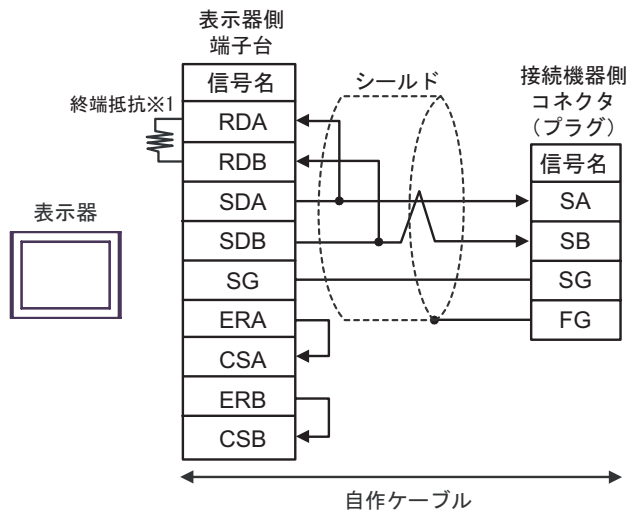 表示器側
端子台
信号名
シールド
接続機器側
コネクタ
(プラグ)
終端抵抗※1
RDA
RDB
信号名
表示器
SDA
SA
SDB
SB
SG
SG
ERA
FG
CSA
ERB
CSB
自作ケーブル